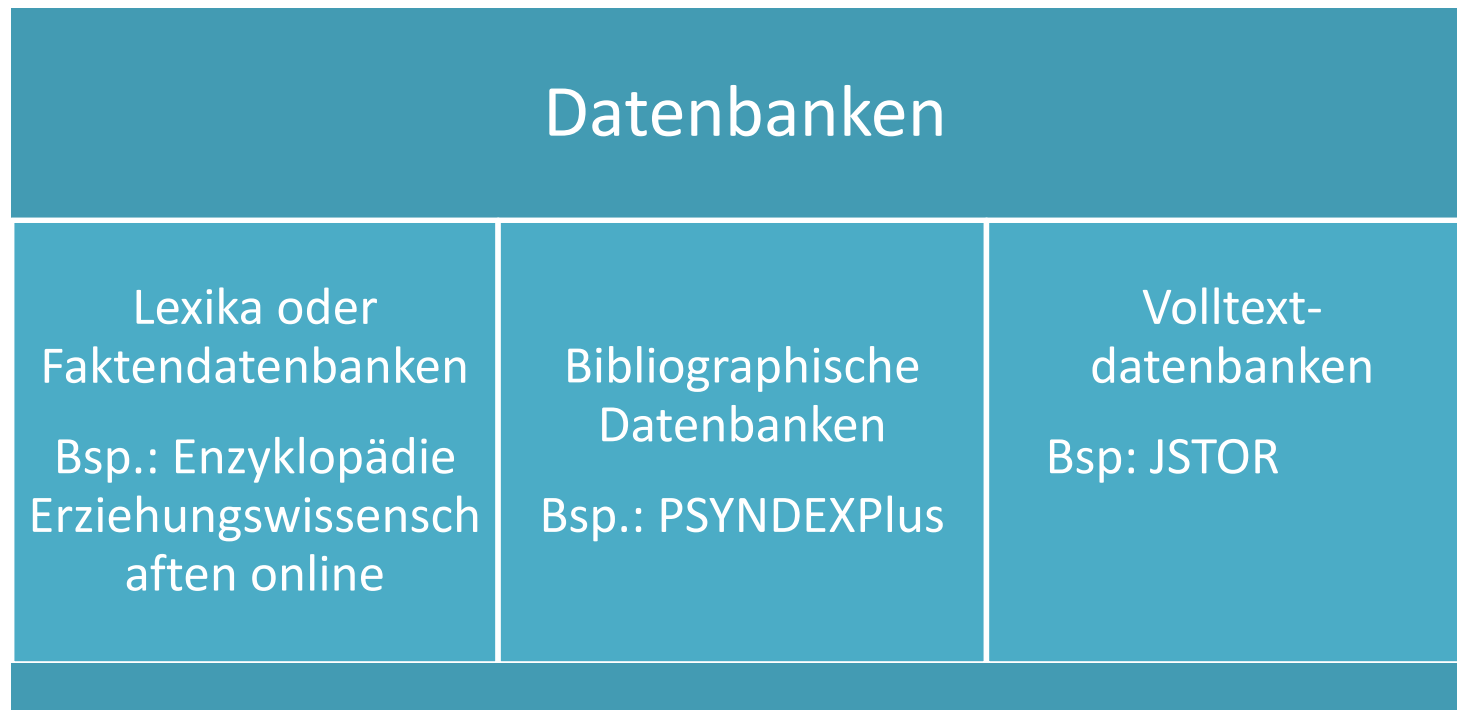 Datenbanken
Lexika oder
Faktendatenbanken
Bsp.: Enzyklopädie
Erziehungswissensch
aften online
Bibliographische
Datenbanken
Bsp.: PSYNDEXPlus
Volltext-
datenbanken
Bsp: JSTOR